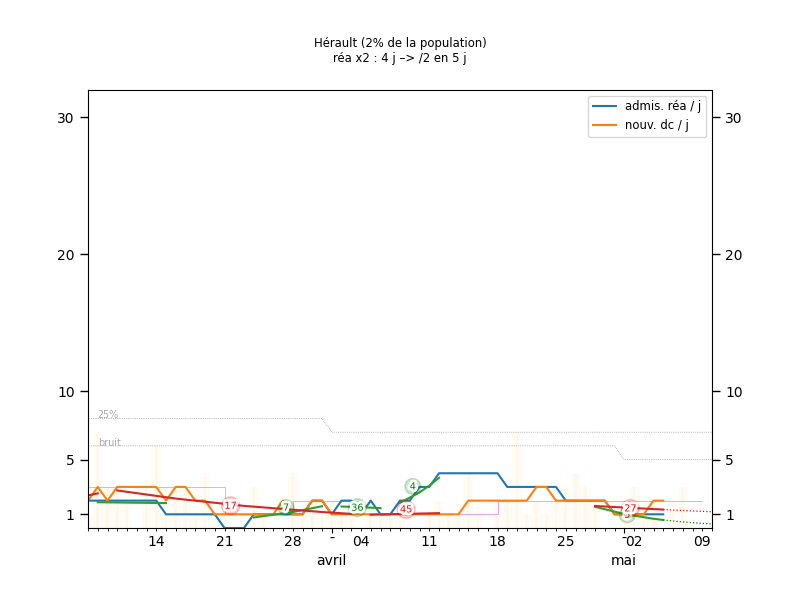 Hérault (2% de la population)
réa x2 : 4 j –> /2 en 5 j
admis. réa / j
nouv. dc / j
30 30
20 20
10 10
25%
bruit
5 5
4
17 7 36 45 27
1 1
14 21 28 04 11 18 25 02 09
avril mai